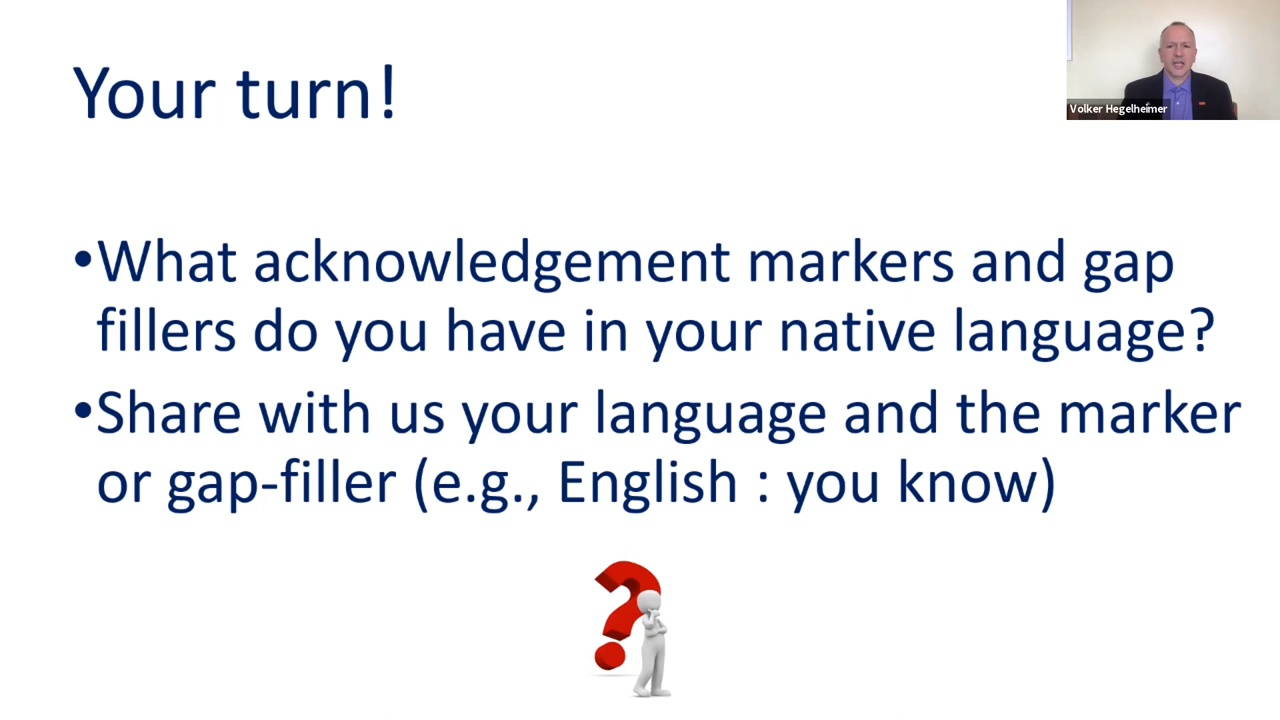 Your turn!
Volker Hegelheimer
•What acknowledgement markers and gap
fillers do you have in your native language?
•Share with us your language and the marker
or gap-filler (e.g., English : you know)